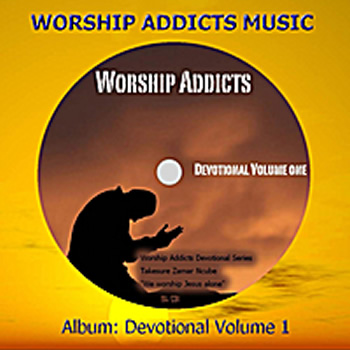 WORSHIP ADDICTS MUSIC
WORSHIP ADDICTS
DEVOTIONAL VOLUME ONE
Worship Addicts Devotional Series
Takesure Zamar Ncube
"We worship Jesus alone"
Album: Devotional Volume 1